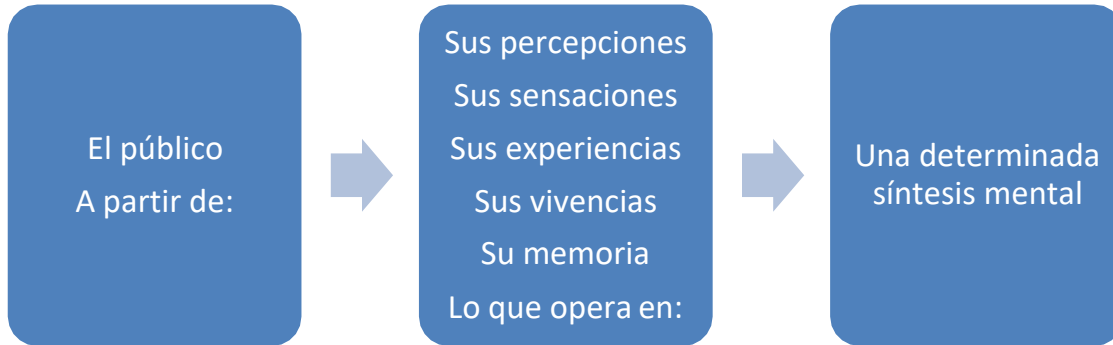 El público
A partir de:
Sus percepciones
Sus sensaciones
Sus experiencias
Sus vivencias
Su memoria
Lo que opera en:
Una determinada
síntesis mental